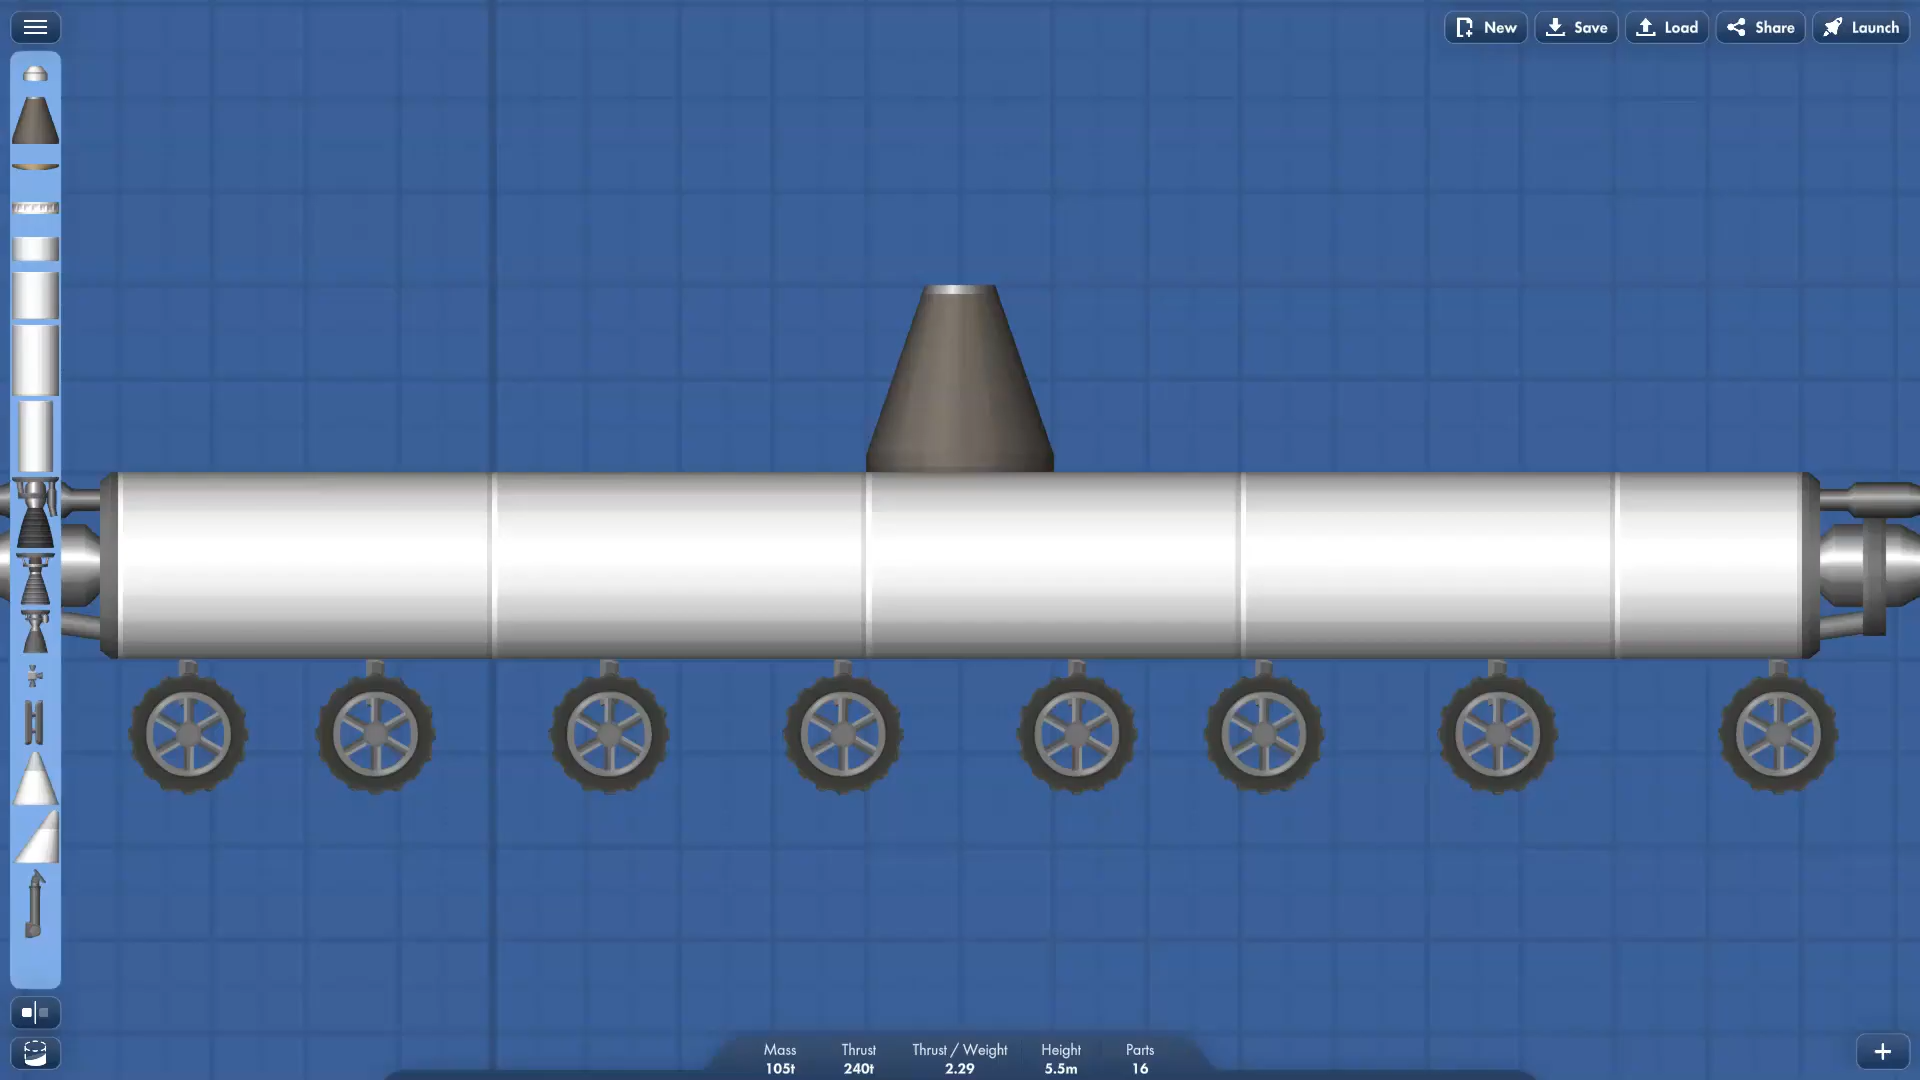 New
Save
Load
Share
Launch
Mass
Thrust
Thrust / Weight
Height
Parts
105t
240t
2.29
5.5m
16